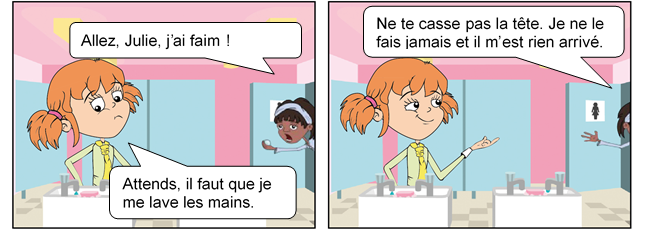 Allez, Julie, j'ai faim !
Attends, il faut que je
me lave les mains.
Ne te casse pas la tête. Je ne le
fais jamais et il m'est rien arrivé.